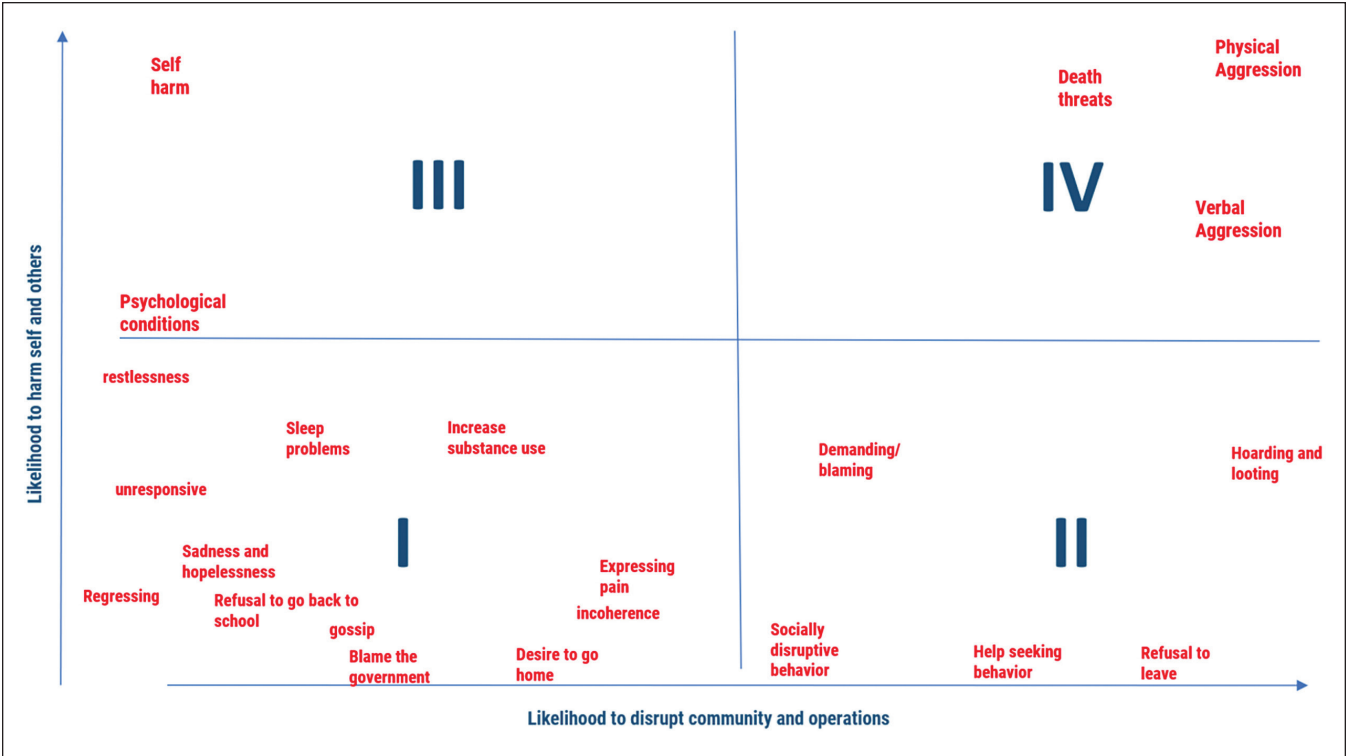 Self
harm
Death
threats
Physical
Aggression
III
IV
Verbal
Aggression
Psychological
conditions
Likelihood to harm self and others
restlessness
Sleep
problems
Increase
substance use
Demanding/
blaming
Hoarding and
looting
unresponsive
I
II
Sadness and
hopelessness
Expressing
pain
Regressing
Refusal to go back to
school
incoherence
gossip
Blame the
government
Desire to go
home
Socially
disruptive
behavior
Help seeking
behavior
Refusal to
leave
Likelihood to disrupt community and operations